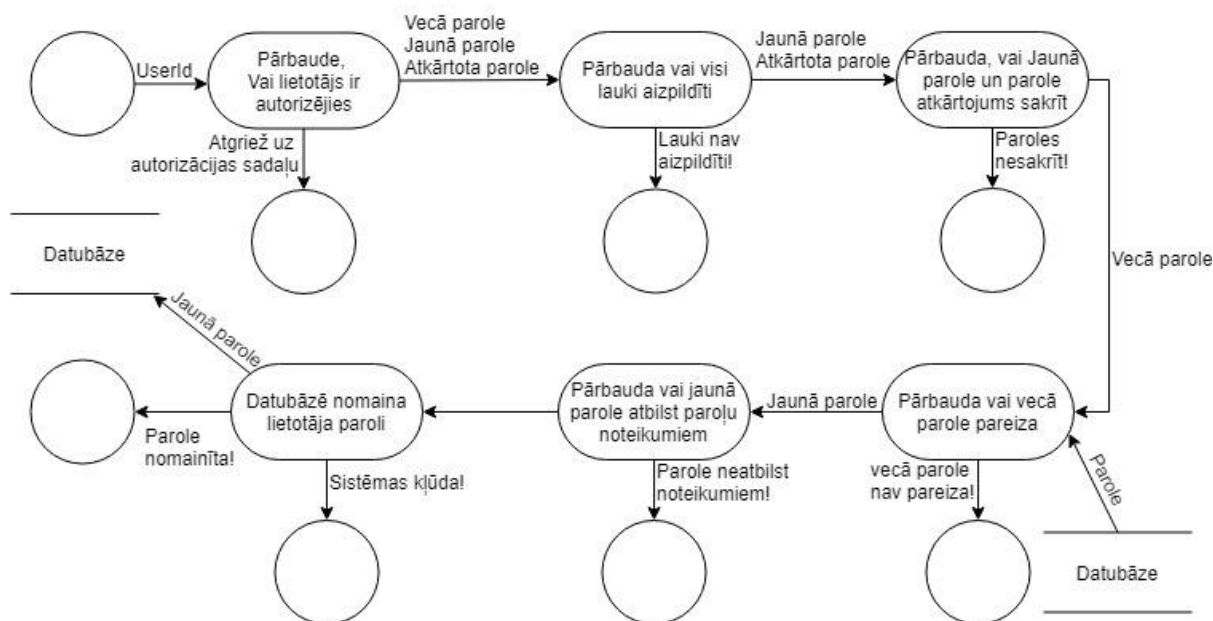 UserId
Pārbaude,
Vai lietotājs ir
autorizējies
Vecā parole
Jaunā parole
Atkārtota parole
Pārbauda vai visi
lauki aizpildīti
Jaunā parole
Atkārtota parole
Pārbauda, vai Jaunā
parole un parole
atkārtojums sakrīt
Atgriež uz
autorizācijas sadaļu
Lauki nav
aizpildīti!
Paroles
nesakrīt!
Datubāze
Vecā parole
Jaunā parole
Datubāzē nomaina
lietotāja paroli
Pārbauda vai jaunā
parole atbilst paroļu
noteikumiem
Jaunā parole
Pārbauda vai vecā
parole pareiza
Parole
nomainīta!
Sistēmas kļūda!
Parole neatbilst
noteikumiem!
vecā parole
nav pareiza!
Parole
Datubāze